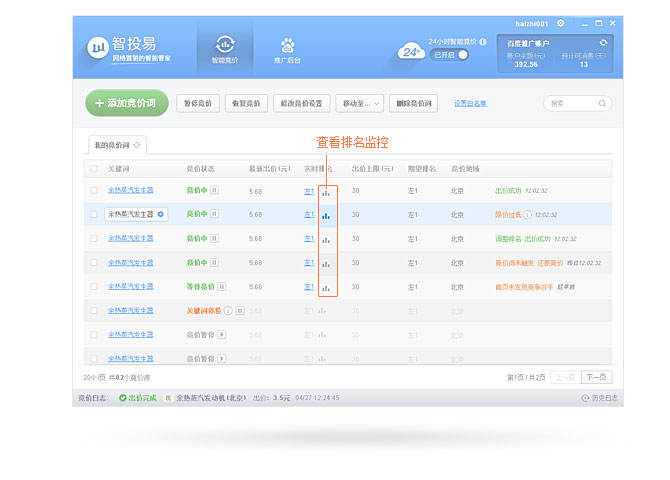 haizhi001
智投易
网络营销的智能管家
智能竞价
推广后台
24h
24小时智能竞价
已开启
百度推广账户
账户余额(元) 预计可消费(天)
392.56 13
+ 添加竞价词
暂停竞价 恢复竞价 修改竞价设置 移动至... 删除竞价词 设置白名单 搜索
查看排名监控
我的竞价词
关键词 竞价状态 最新出价(元) 实时排名 出价上限(元) 期望排名 竞价地域
余热蒸汽发生器 竞价中 5.68 左1 30 左1 北京 出价成功 12:02:32
余热蒸汽发生器 竞价中 5.68 左1 30 左1 北京 限价过低 12:02:32
余热蒸汽发生器 竞价中 5.68 左1 30 左1 北京 调整排名 出价成功 12:02:32
余热蒸汽发生器 竞价中 5.68 左1 30 左1 北京 竞价词未触发 还原竞价 昨日12:02:32
余热蒸汽发生器 等待竞价 5.68 左1 30 左1 北京 首页未发现竞争对手
余热蒸汽发生器 关键词停投 5.68 左1 30 左1 北京
余热蒸汽发生器 竞价暂停 5.68 左1 30 左1 北京
余热蒸汽发生器 竞价暂停 5.68 左1 30 左1 北京
20个/页 共82个竞价词 第1页 / 共2页 上一页 下一页
竞价日志: 出价完成 余热蒸汽发动机(北京) 出价: 3.5元 04/27 12:24:45 历史日志